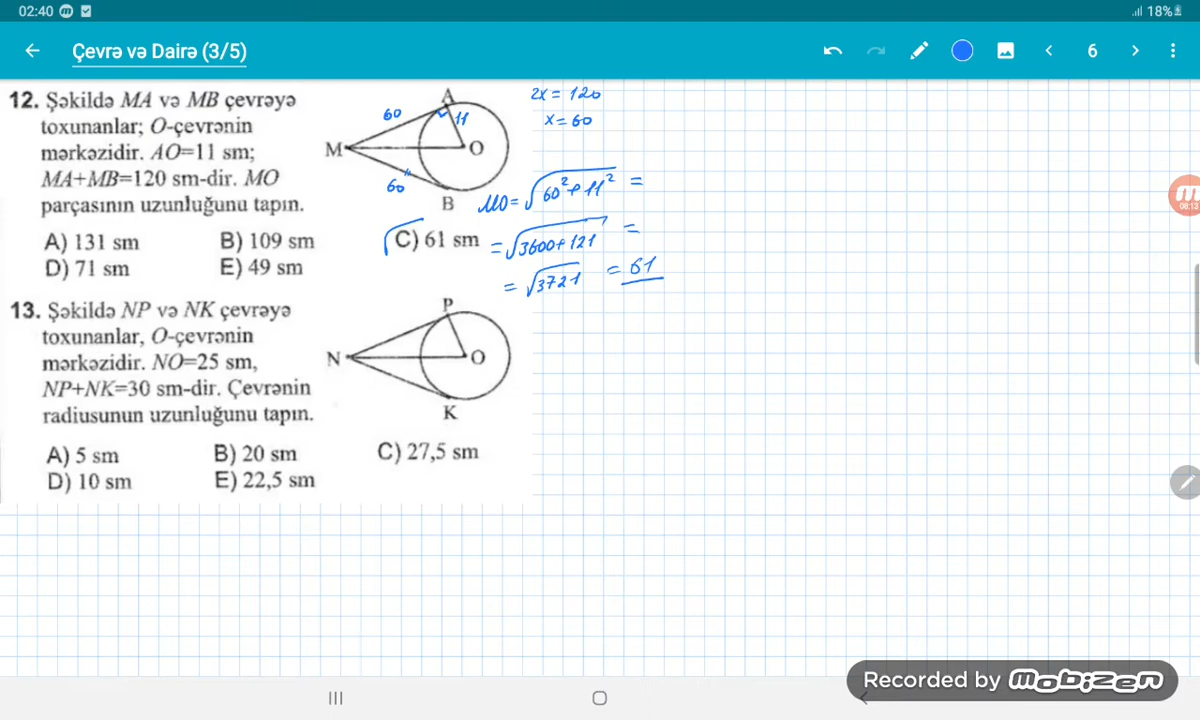 02:40
18%
Çevrə və Dairə (3/5)
6
12. Şəkildə MA və MB çevrəyə
toxunanlar; O-çevrənin
mərkəzidir. AO=11 sm;
MA+MB=120 sm-dir. MO
parçasının uzunluğunu tapın.
A) 131 sm
B) 109 sm
C) 61 sm
D) 71 sm
E) 49 sm
M
A
O
B
60
11
60
2x = 120
x = 60
MO = √60² + 11² =
= √3600 + 121 =
= √3721 = 61
13. Şəkildə NP və NK çevrəyə
toxunanlar, O-çevrənin
mərkəzidir. NO=25 sm,
NP+NK=30 sm-dir. Çevrənin
radiusunun uzunluğunu tapın.
A) 5 sm
B) 20 sm
C) 27,5 sm
D) 10 sm
E) 22,5 sm
P
N
O
K
08:13
Recorded by mobizen